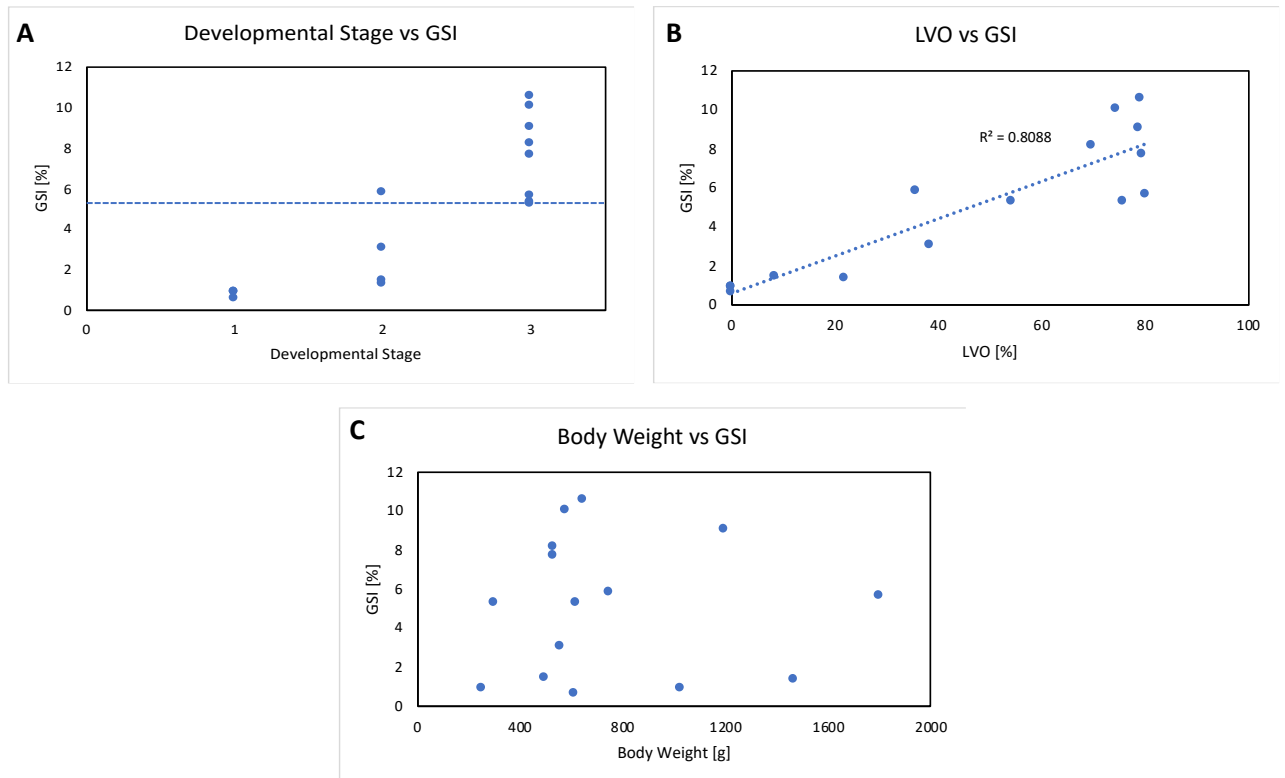 A
Developmental Stage vs GSI
12
10
8
6
4
2
0
GSI [%]
0 1 2 3
Developmental Stage
B
LVO vs GSI
12
10
8
6
4
2
0
GSI [%]
R² = 0.8088
0 20 40 60 80 100
LVO [%]
C
Body Weight vs GSI
12
10
8
6
4
2
0
GSI [%]
0 400 800 1200 1600 2000
Body Weight [g]